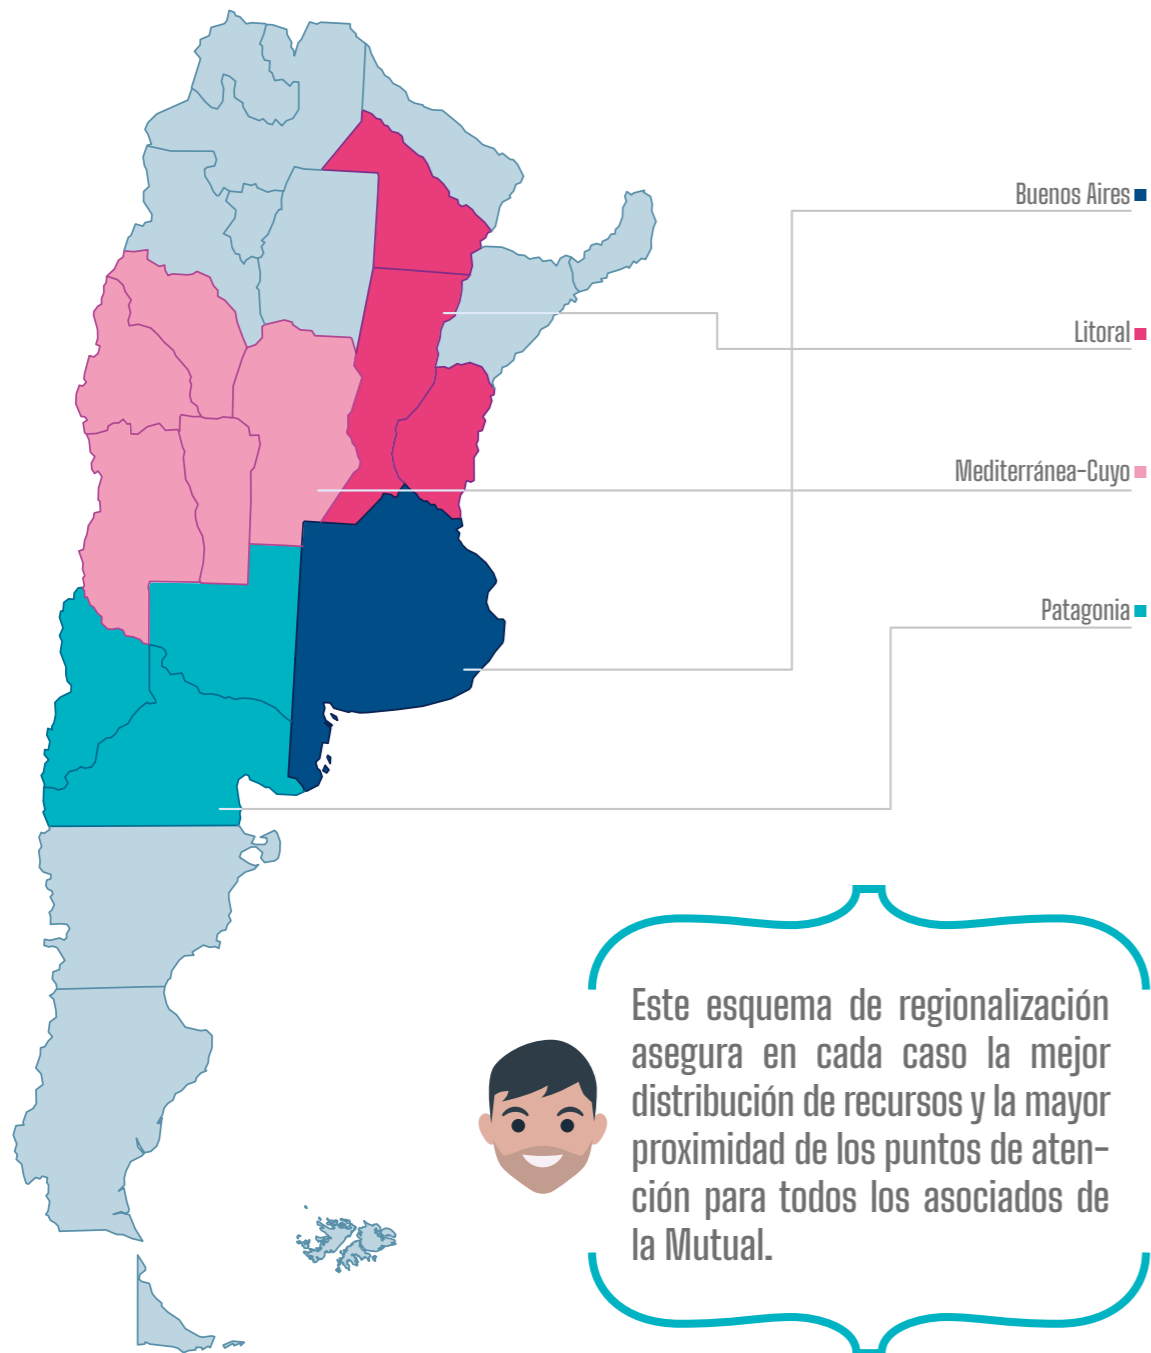 Buenos Aires
Litoral
Mediterránea-Cuyo
Patagonia
Este esquema de regionalización
asegura en cada caso la mejor
distribución de recursos y la mayor
proximidad de los puntos de aten-
ción para todos los asociados de
la Mutual.